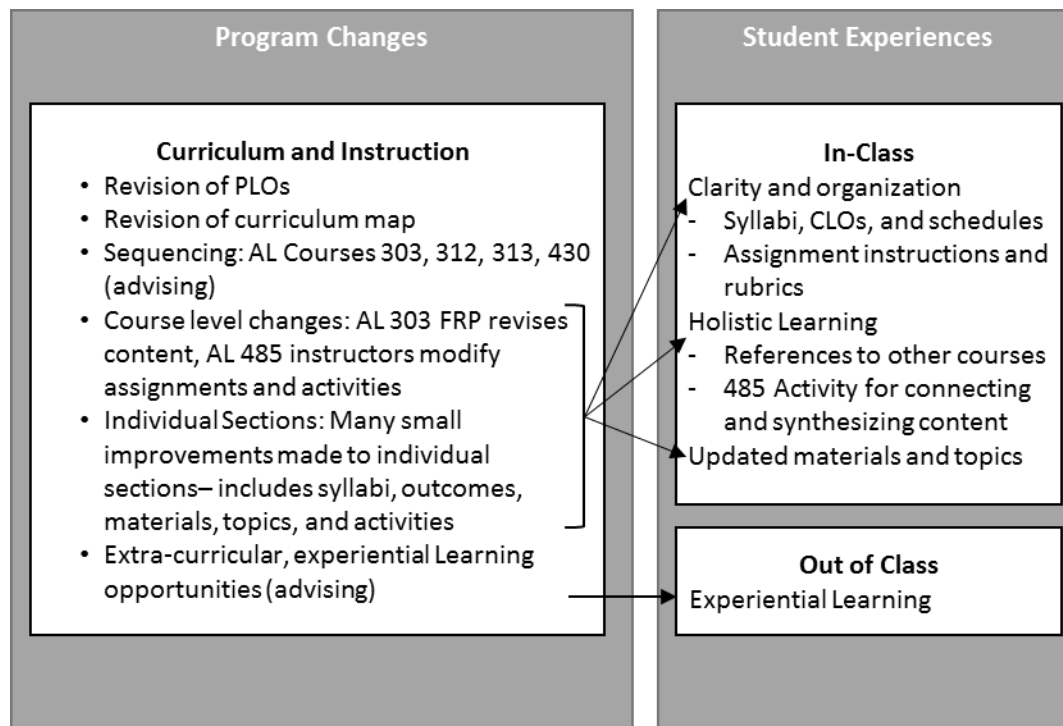 Program Changes
Curriculum and Instruction
• Revision of PLOs
• Revision of curriculum map
• Sequencing: AL Courses 303, 312, 313, 430
(advising)
• Course level changes: AL 303 FRP revises
content, AL 485 instructors modify
assignments and activities
• Individual Sections: Many small
improvements made to individual
sections– includes syllabi, outcomes,
materials, topics, and activities
• Extra-curricular, experiential Learning
opportunities (advising)
Student Experiences
In-Class
Clarity and organization
- Syllabi, CLOs, and schedules
- Assignment instructions and
rubrics
Holistic Learning
- References to other courses
- 485 Activity for connecting
and synthesizing content
Updated materials and topics
Out of Class
Experiential Learning